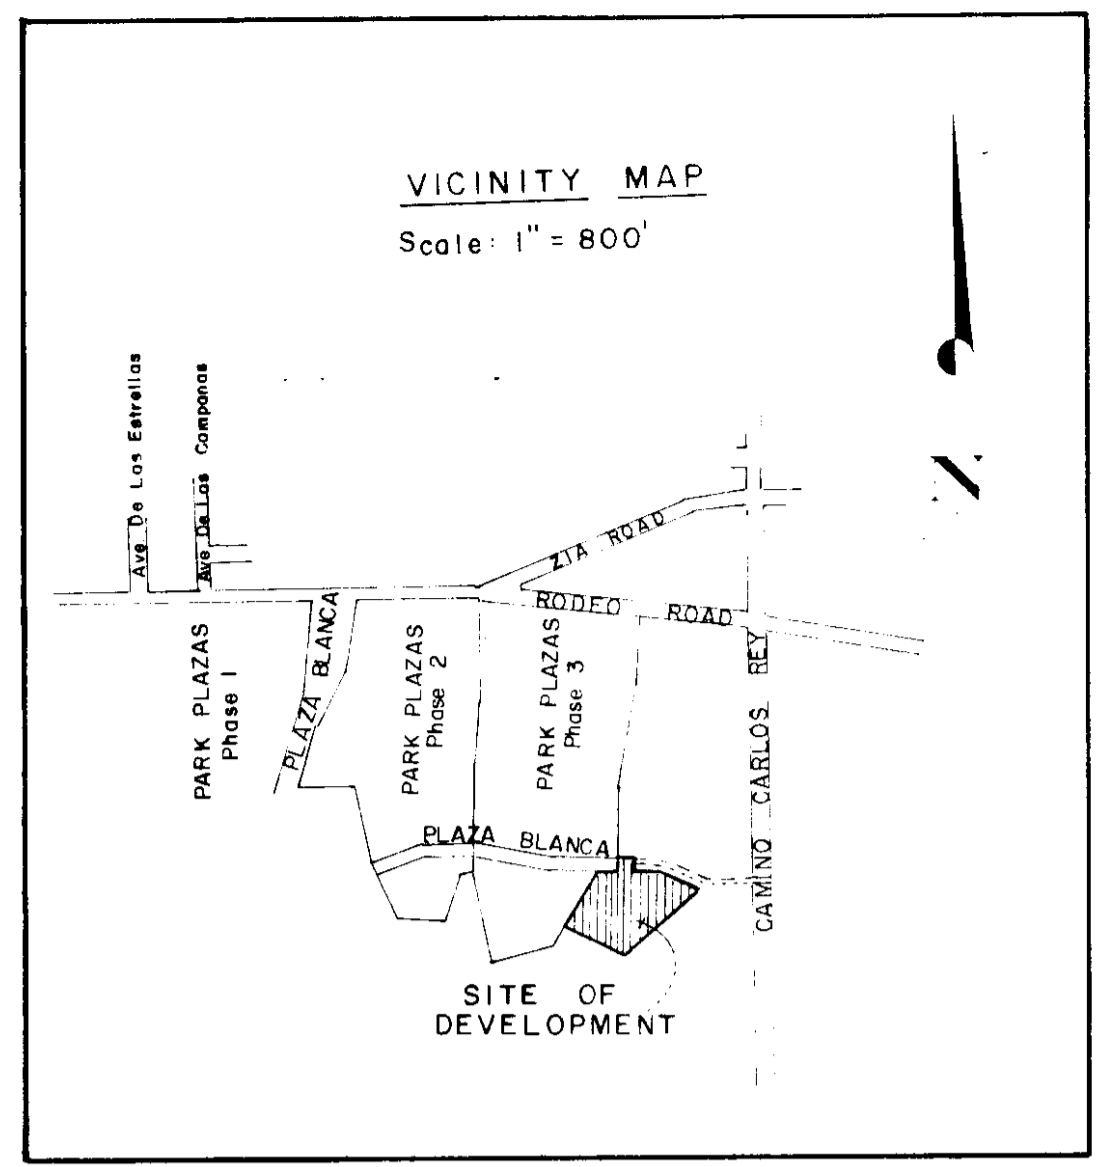 VICINITY MAP
Scale: 1" = 800'
Ave De Las Estrellas
Ave De Las Campanas
ZIA ROAD
RODEO ROAD
PLAZA BLANCA
PARK PLAZAS
Phase 1
PARK PLAZAS
Phase 2
PARK PLAZAS
Phase 3
CAMINO CARLOS REY
PLAZA BLANCA
SITE OF
DEVELOPMENT